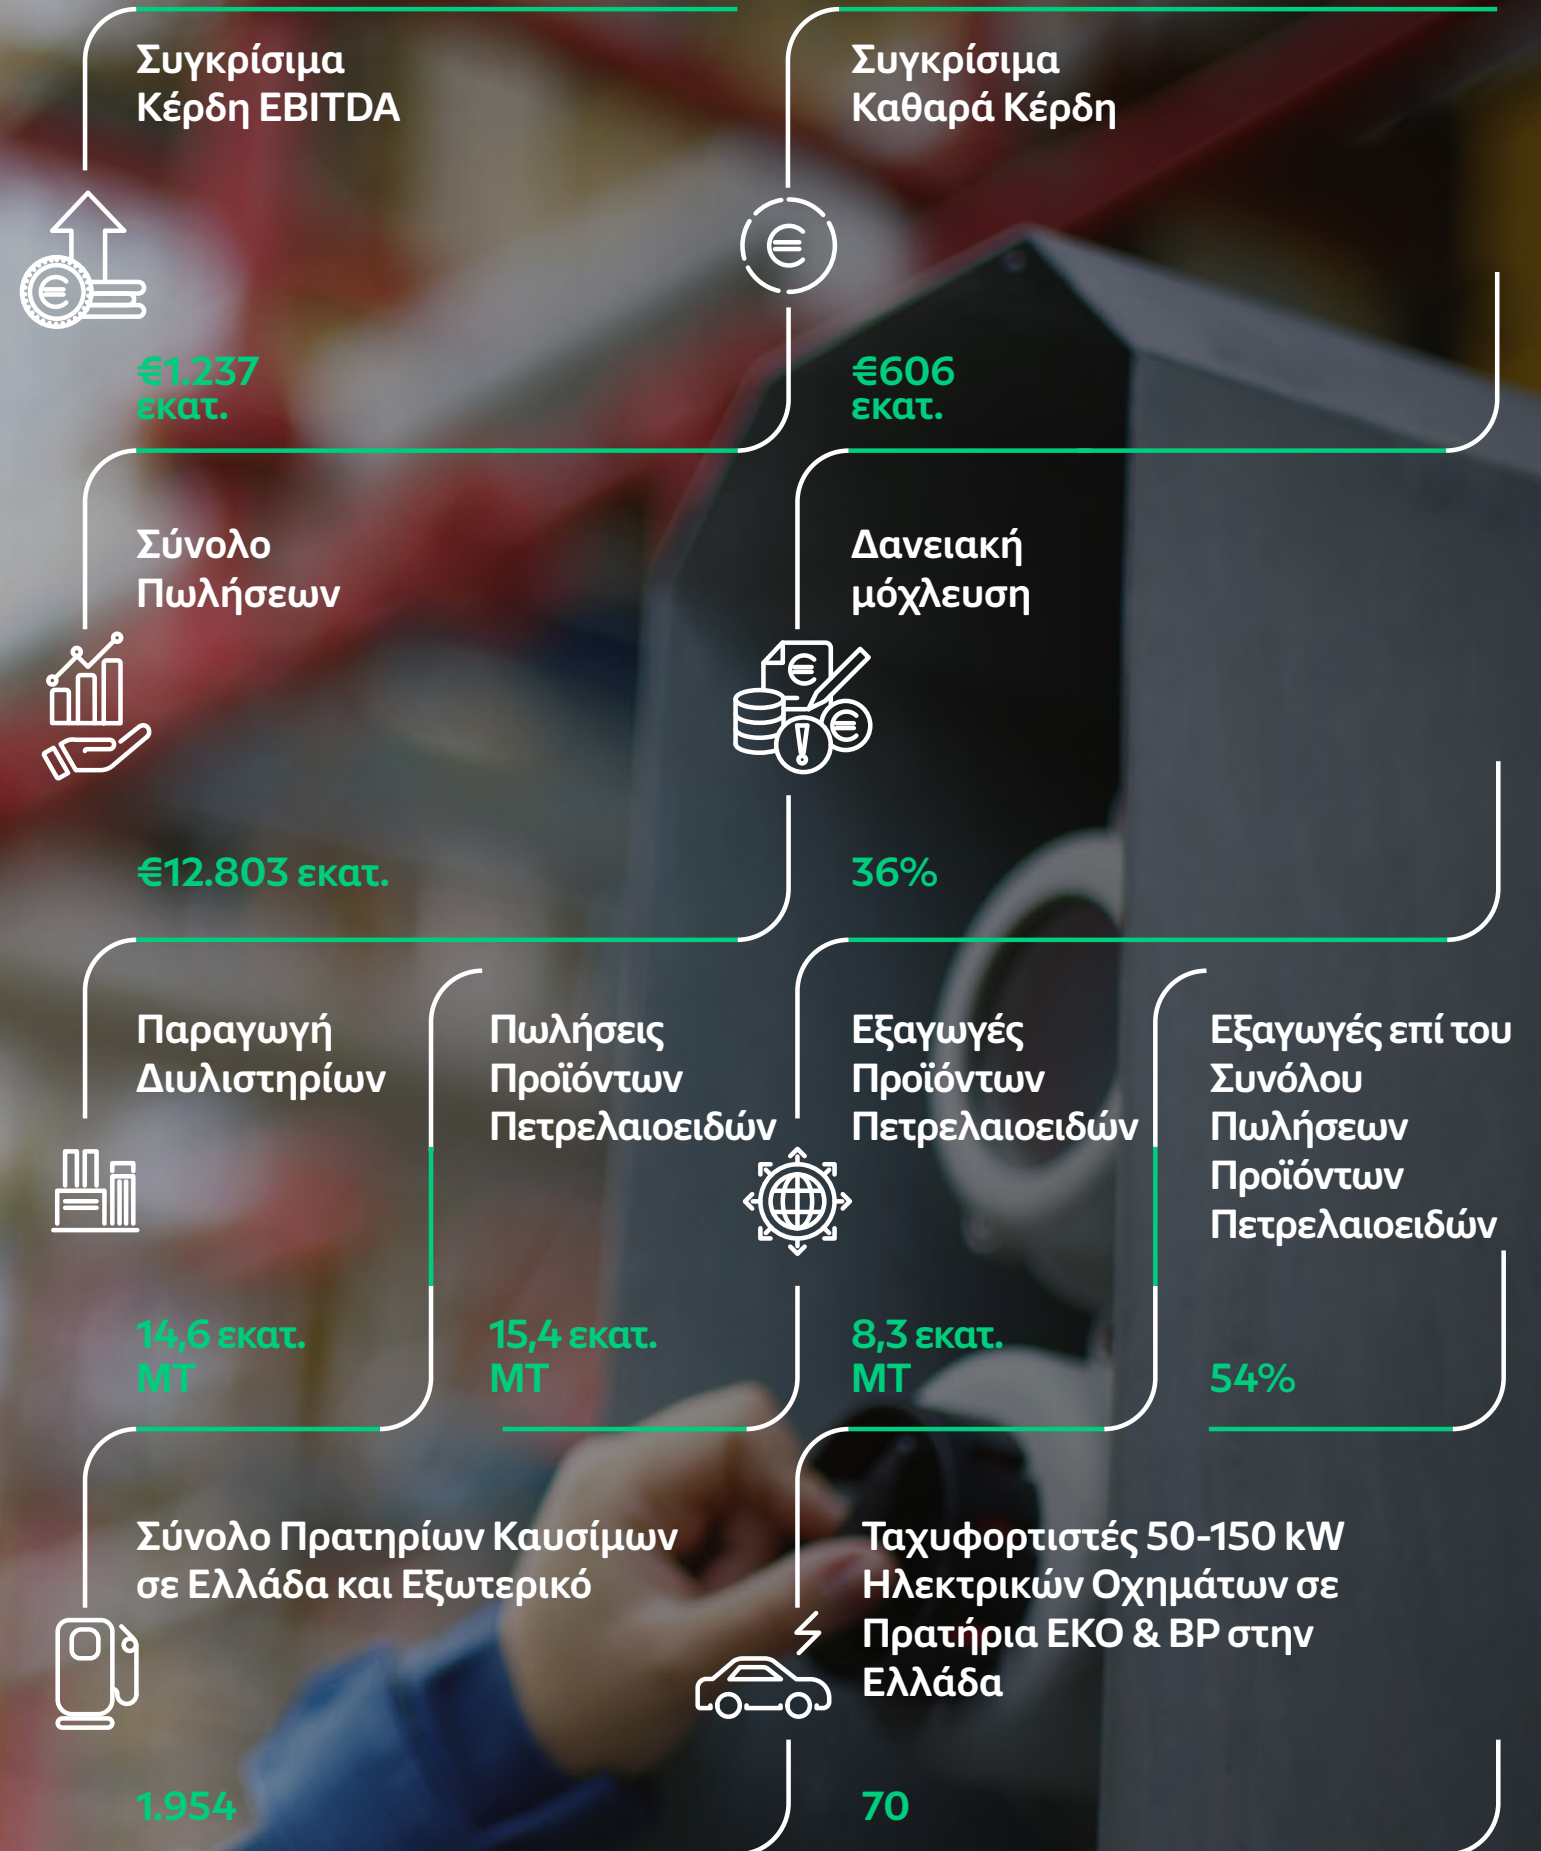 Συγκρίσιμα
Κέρδη EBITDA
€1.237
εκατ.
Συγκρίσιμα
Καθαρά Κέρδη
€606
εκατ.
Σύνολο
Πωλήσεων
€12.803 εκατ.
Δανειακή
μόχλευση
36%
Παραγωγή
Διυλιστηρίων
14,6 εκατ.
MT
Πωλήσεις
Προϊόντων
Πετρελαιοειδών
15,4 εκατ.
MT
Εξαγωγές
Προϊόντων
Πετρελαιοειδών
8,3 εκατ.
MT
Εξαγωγές επί του
Συνόλου
Πωλήσεων
Προϊόντων
Πετρελαιοειδών
54%
Σύνολο Πρατηρίων Καυσίμων
σε Ελλάδα και Εξωτερικό
1.954
Ταχυφορτιστές 50-150 kW
Ηλεκτρικών Οχημάτων σε
Πρατήρια ΕΚΟ & BP στην
Ελλάδα
70